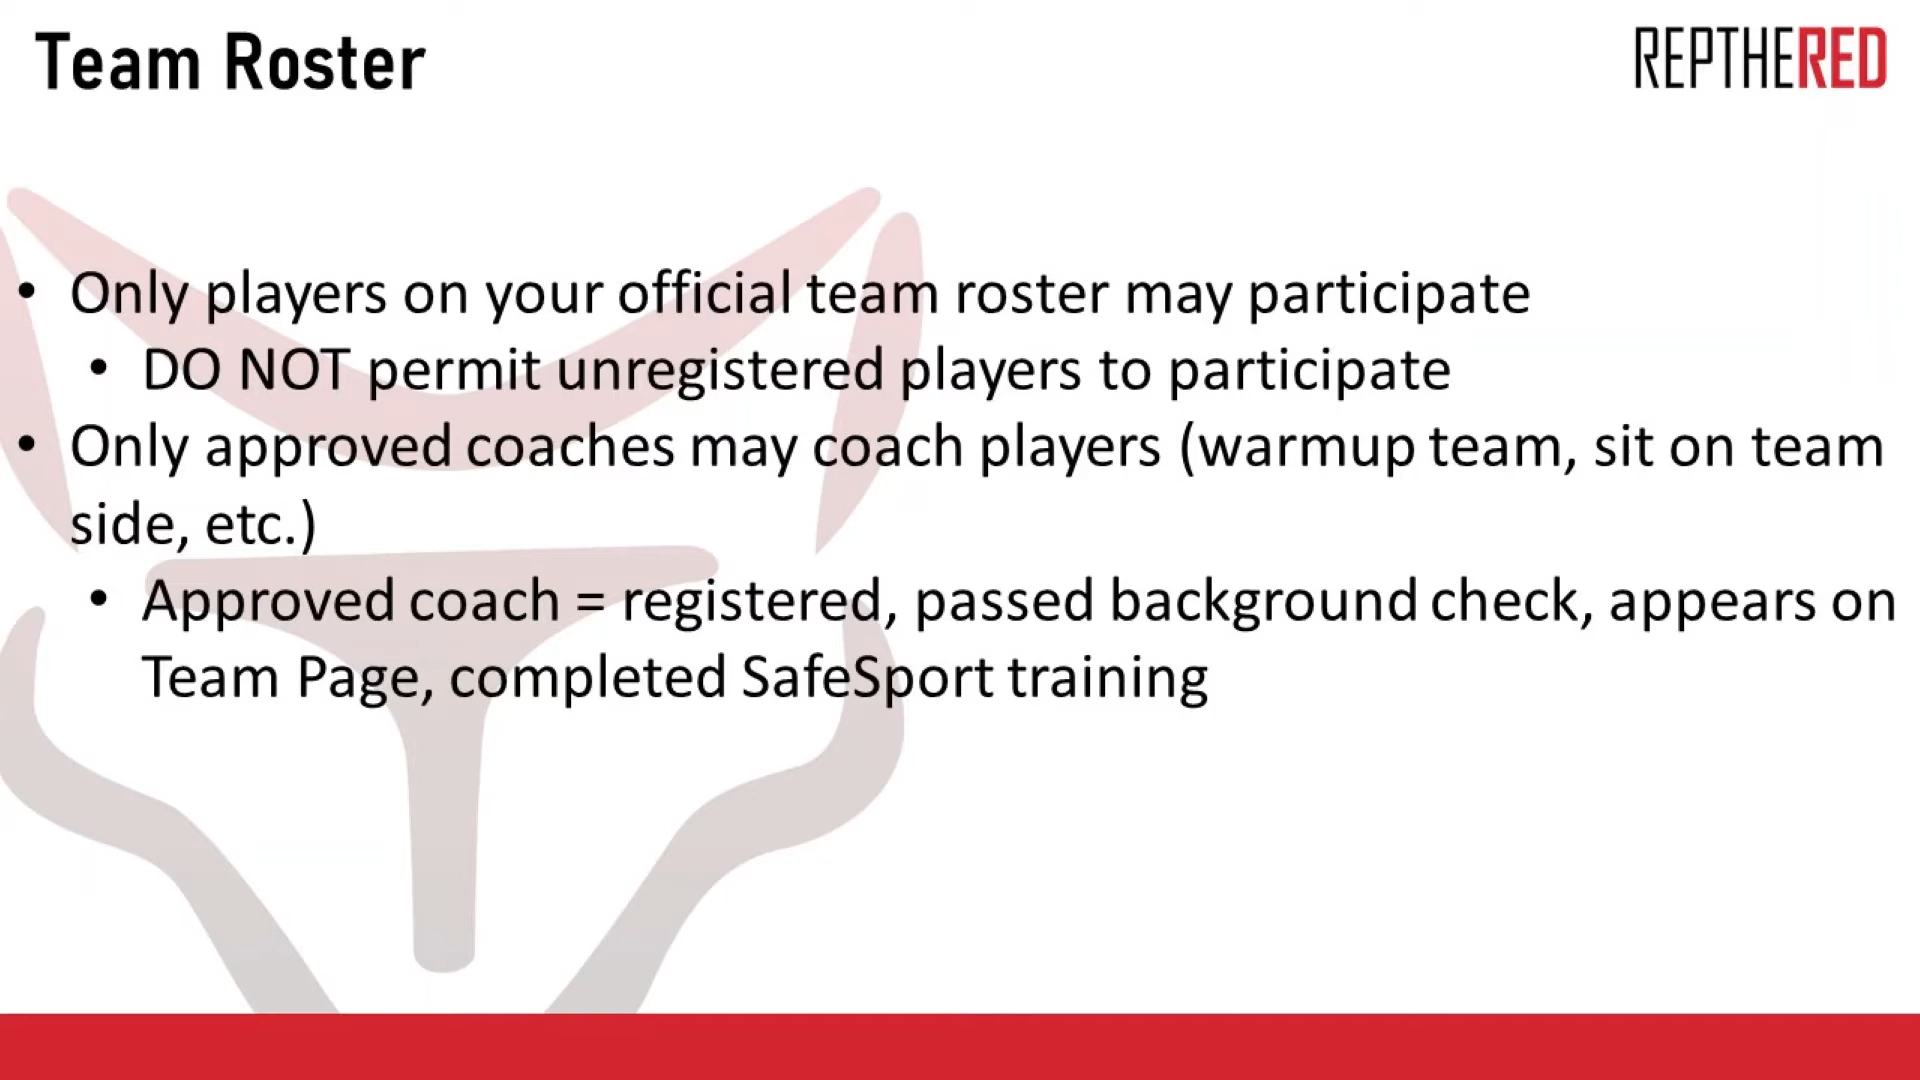 Team Roster
REPTHERED
• Only players on your official team roster may participate
• DO NOT permit unregistered players to participate
• Only approved coaches may coach players (warmup team, sit on team
side, etc.)
• Approved coach = registered, passed background check, appears on
Team Page, completed SafeSport training